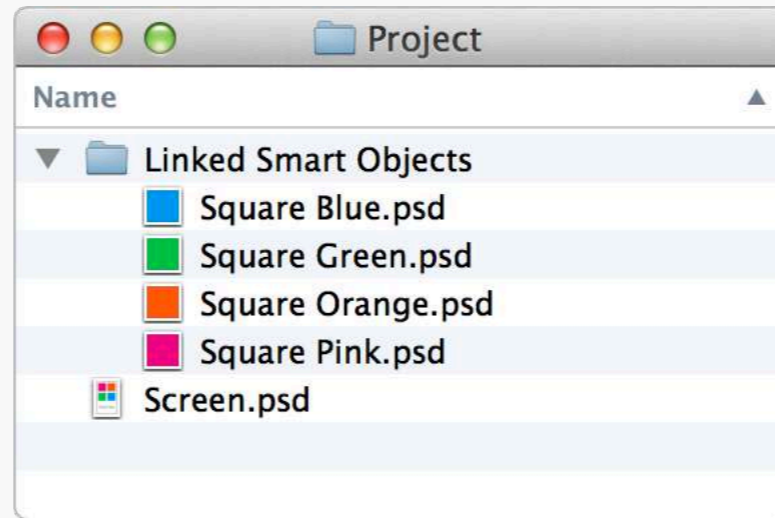 Project
Name
Linked Smart Objects
Square Blue.psd
Square Green.psd
Square Orange.psd
Square Pink.psd
Screen.psd